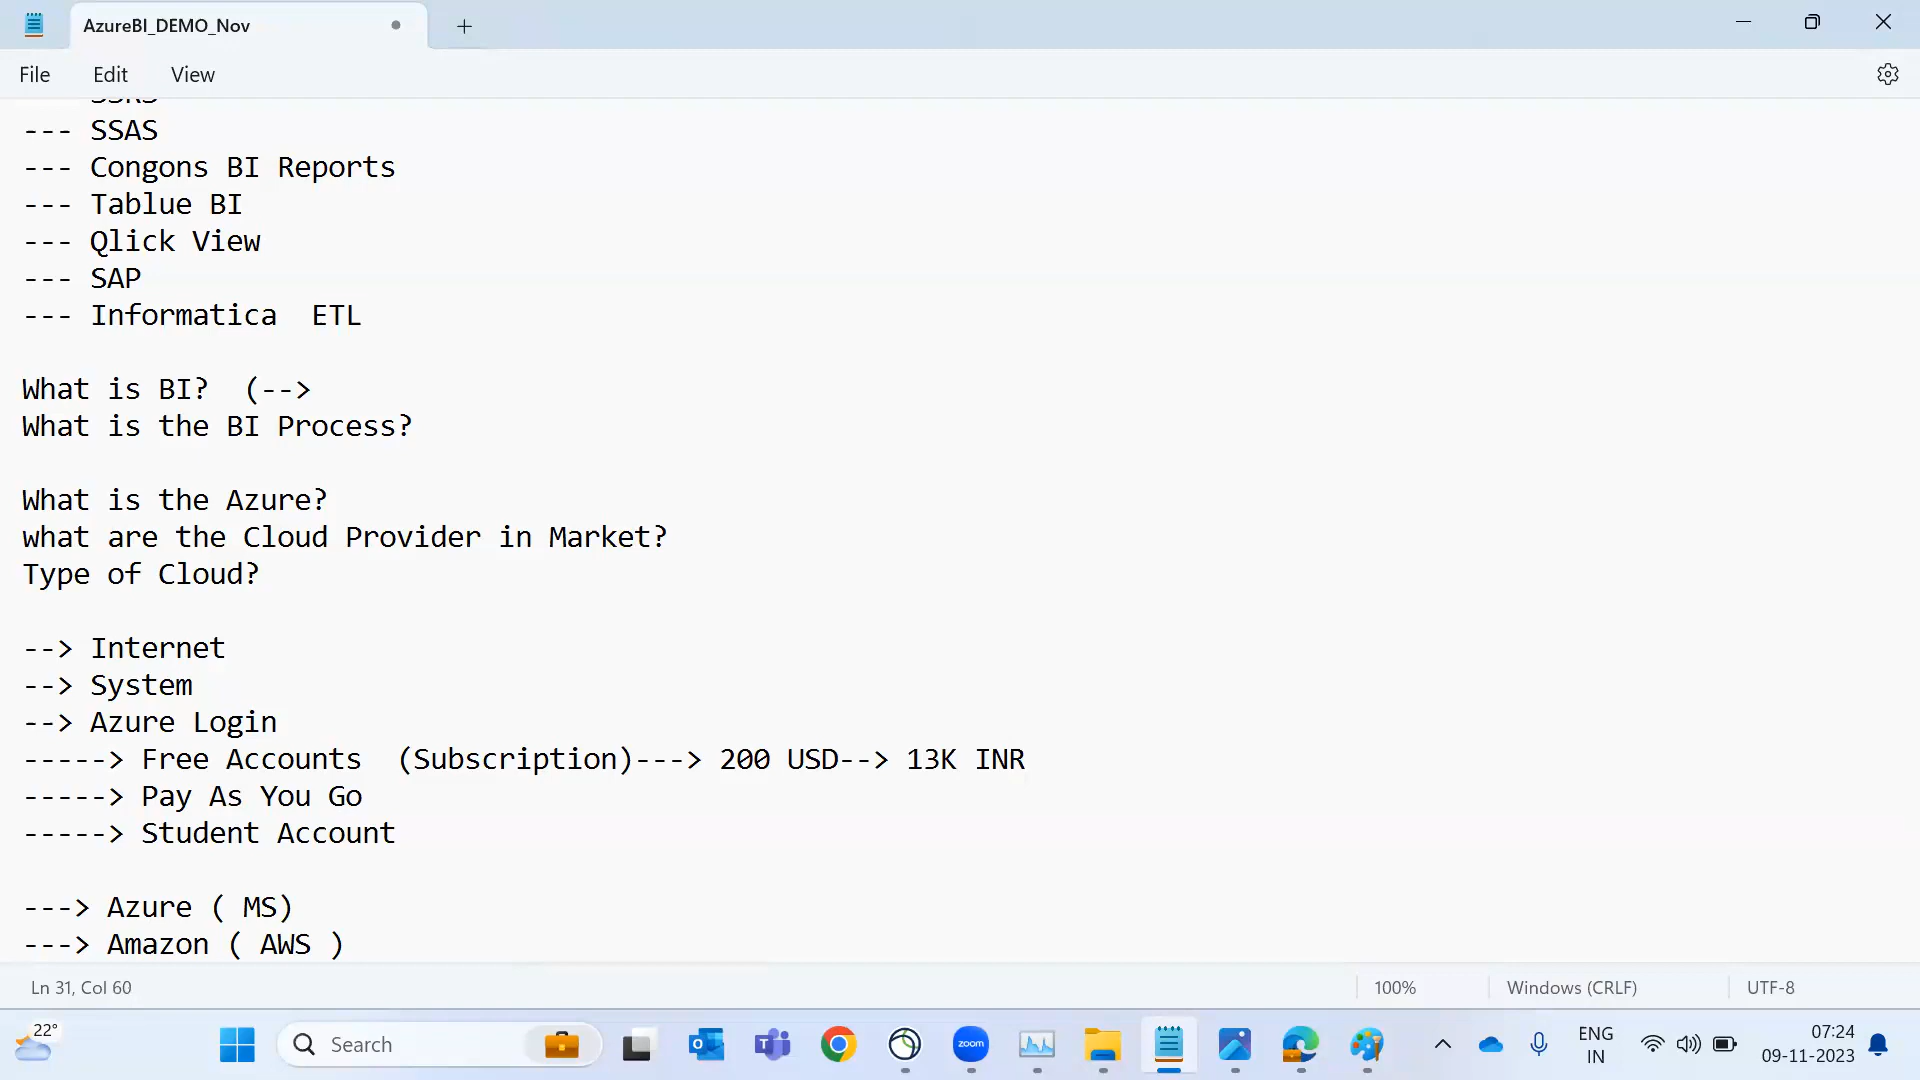 AzureBI_DEMO_Nov
File Edit View
--- SSAS
--- Congons BI Reports
--- Tablue BI
--- Qlick View
--- SAP
--- Informatica  ETL
What is BI?  (-->
What is the BI Process?
What is the Azure?
what are the Cloud Provider in Market?
Type of Cloud?
--> Internet
--> System
--> Azure Login
-----> Free Accounts  (Subscription)---> 200 USD--> 13K INR
-----> Pay As You Go
-----> Student Account
---> Azure ( MS)
---> Amazon ( AWS )
Ln 31, Col 60 100% Windows (CRLF) UTF-8
22° Search zoom ENG IN 07:24
09-11-2023